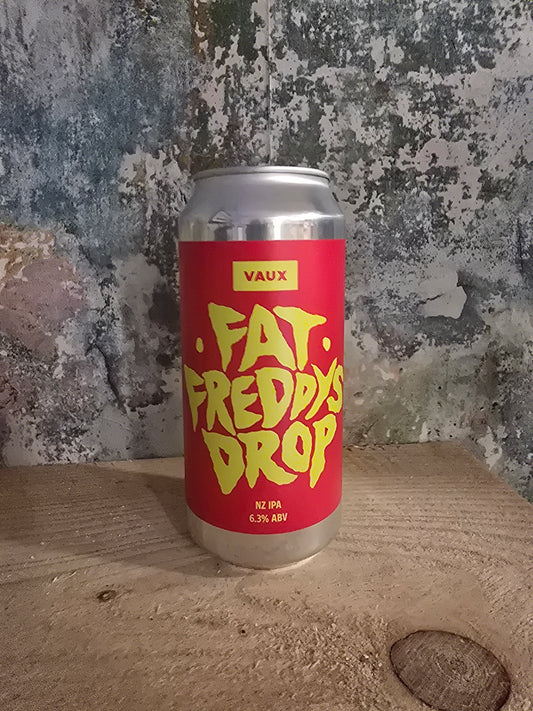 VAUX
·FAT·
FREDDYS
DROP
NZ IPA
6.3% ABV